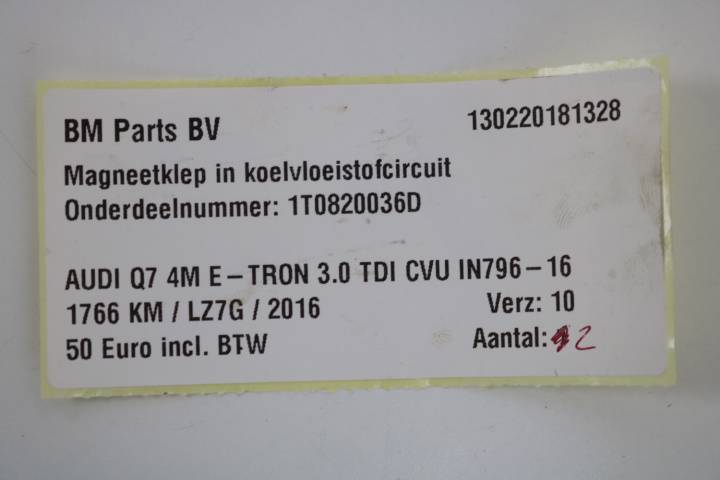 BM Parts BV 130220181328
Magneetklep in koelvloeistofcircuit
Onderdeelnummer: 1T0820036D
AUDI Q7 4M E-TRON 3.0 TDI CVU IN796-16
1766 KM / LZ7G / 2016 Verz: 10
50 Euro incl. BTW Aantal: 2